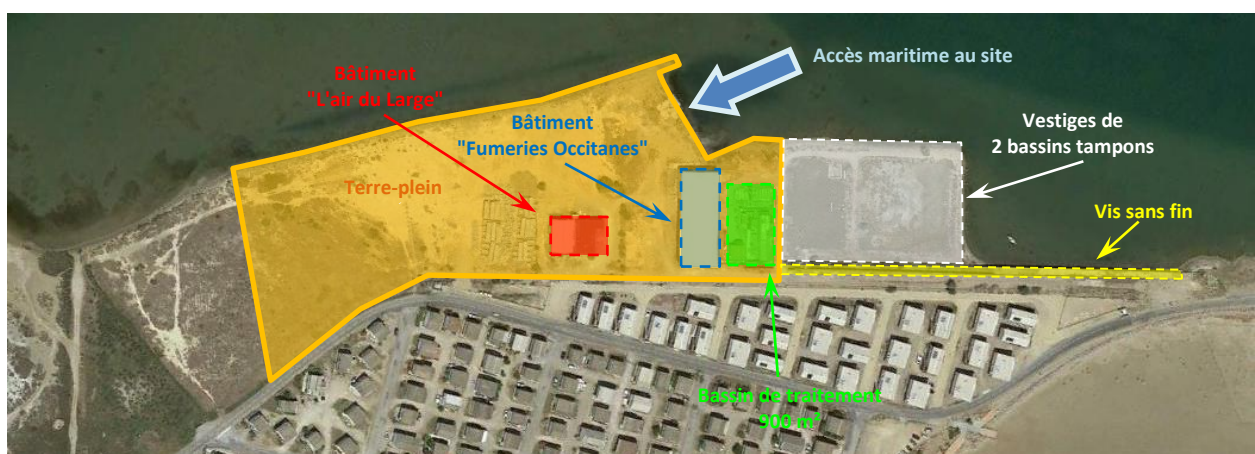 Accès maritime au site
Bâtiment
"L'air du Large"
Bâtiment
"Fumeries Occitanes"
Vestiges de
2 bassins tampons
Terre-plein
Vis sans fin
Bassin de traitement
900 m²